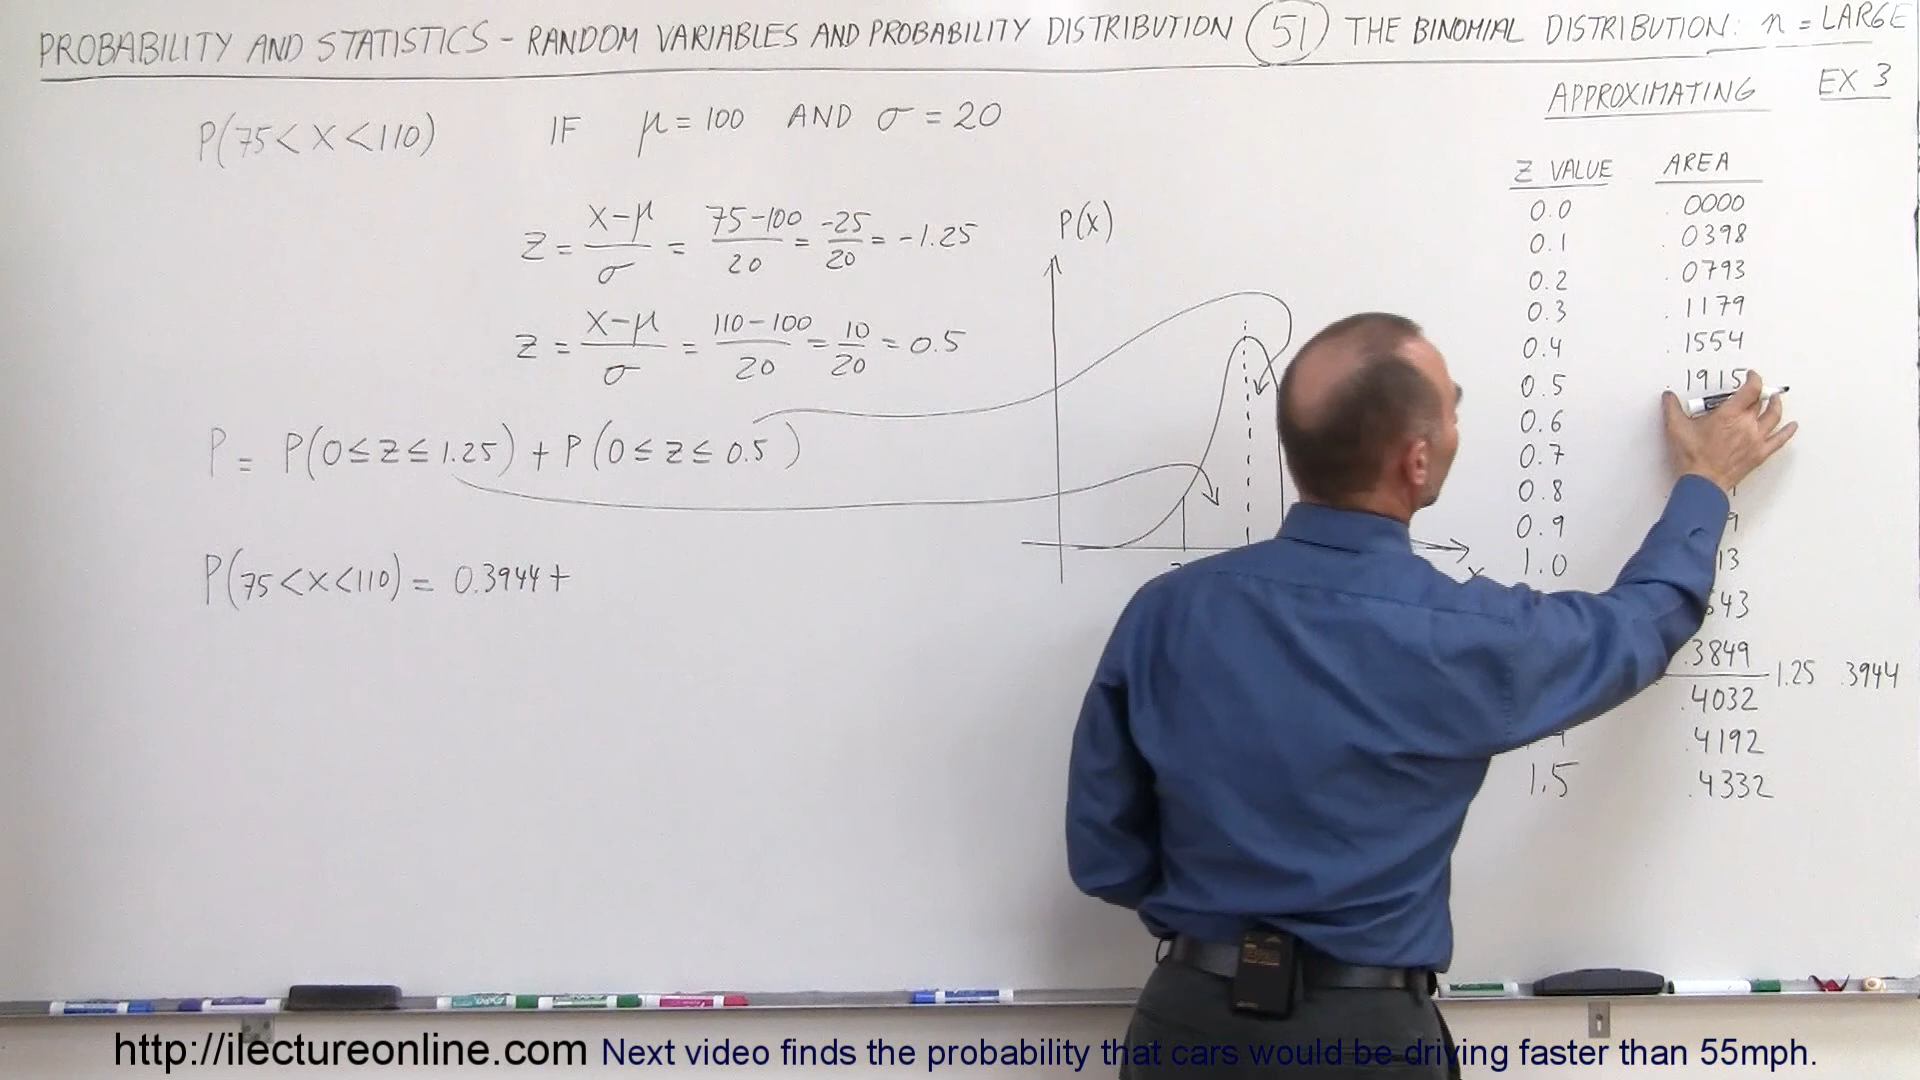 PROBABILITY AND STATISTICS - RANDOM VARIABLES AND PROBABILITY DISTRIBUTION (51) THE BINOMIAL DISTRIBUTION: n = LARGE
APPROXIMATING EX 3
P(75 < X < 110) IF μ = 100 AND σ = 20
Z = (X-μ)/σ = (75-100)/20 = -25/20 = -1.25
Z = (X-μ)/σ = (110-100)/20 = 10/20 = 0.5
P = P(0 ≤ Z ≤ 1.25) + P(0 ≤ Z ≤ 0.5)
P(75 < X < 110) = 0.3944 +
P(X)
Z VALUE AREA
0.0 .0000
0.1 .0398
0.2 .0793
0.3 .1179
0.4 .1554
0.5 .1915
0.6
0.7
0.8
0.9 9
1.0 13
43
.3849
1.25 .3944
.4032
.4192
1.5 .4332
http://ilectureonline.com Next video finds the probability that cars would be driving faster than 55mph.